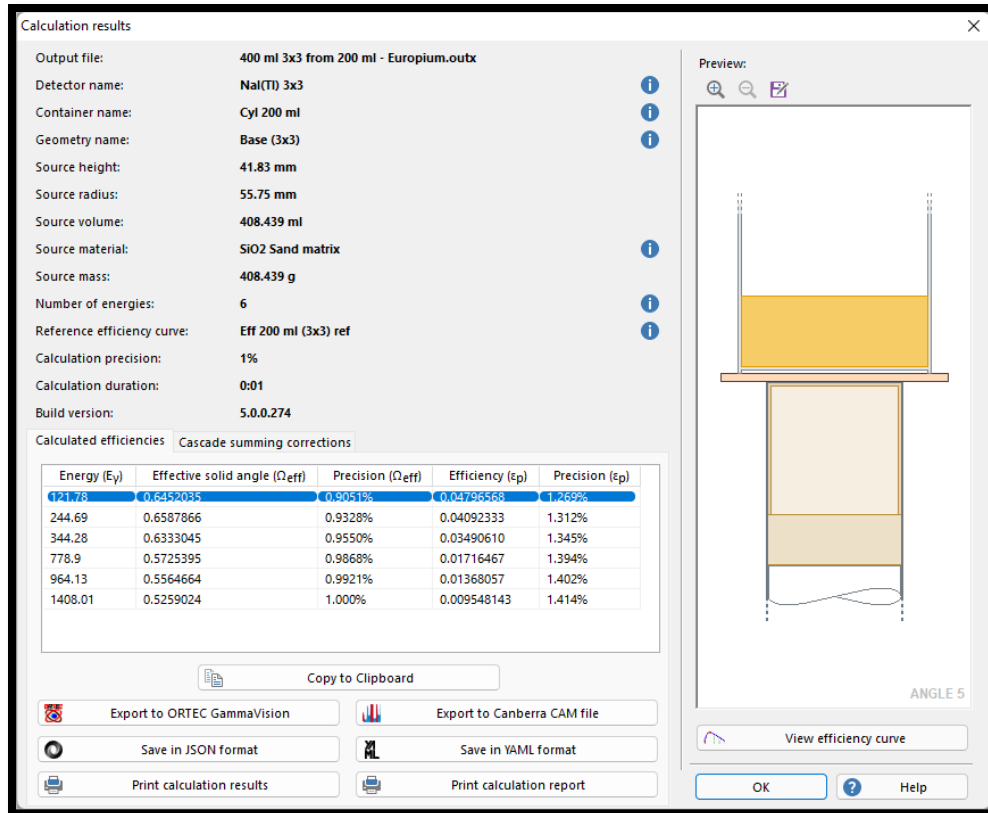 Calculation results
Output file: 400 ml 3x3 from 200 ml - Europium.outx
Detector name: NaI(Tl) 3x3
Container name: Cyl 200 ml
Geometry name: Base (3x3)
Source height: 41.83 mm
Source radius: 55.75 mm
Source volume: 408.439 ml
Source material: SiO2 Sand matrix
Source mass: 408.439 g
Number of energies: 6
Reference efficiency curve: Eff 200 ml (3x3) ref
Calculation precision: 1%
Calculation duration: 0:01
Build version: 5.0.0.274
Calculated efficiencies Cascade summing corrections
Energy (Eγ) Effective solid angle (Ωeff) Precision (Ωeff) Efficiency (εp) Precision (εp)
121.78 0.6452035 0.9051% 0.04796568 1.269%
244.69 0.6587866 0.9328% 0.04092333 1.312%
344.28 0.6333045 0.9550% 0.03490610 1.345%
778.9 0.5725395 0.9868% 0.01716467 1.394%
964.13 0.5564664 0.9921% 0.01368057 1.402%
1408.01 0.5259024 1.000% 0.009548143 1.414%
Copy to Clipboard
Export to ORTEC GammaVision Export to Canberra CAM file
Save in JSON format Save in YAML format
Print calculation results Print calculation report
Preview:
ANGLE 5
View efficiency curve
OK Help